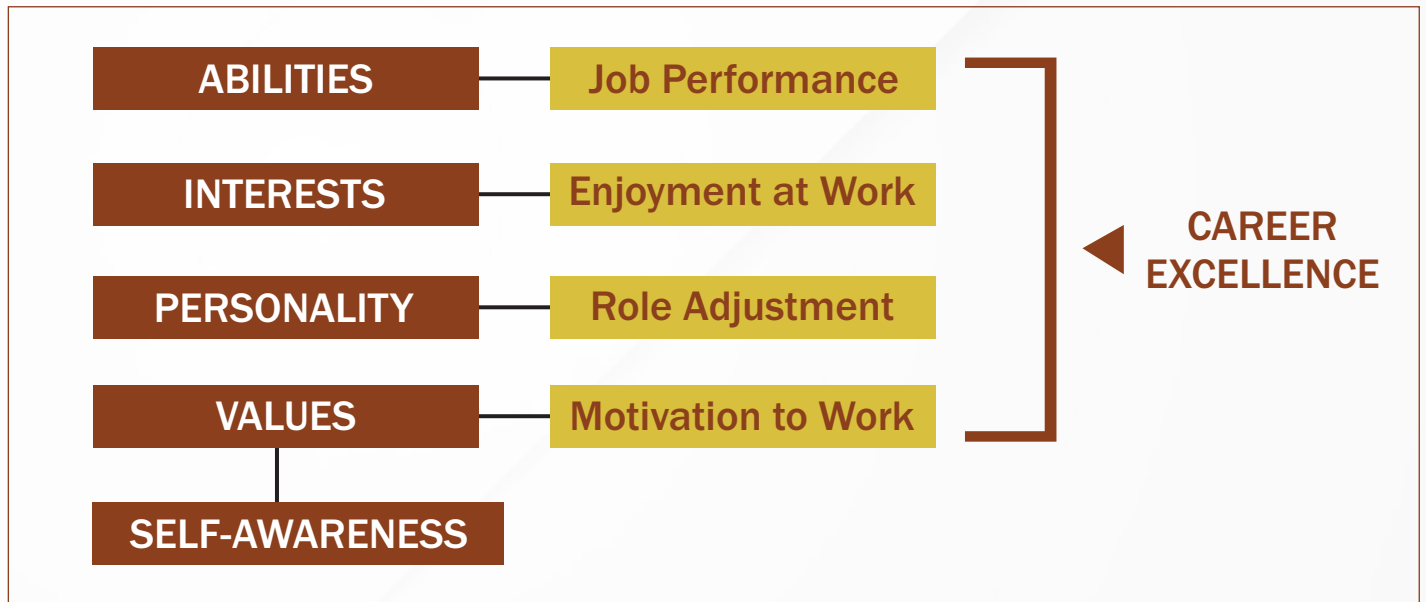 ABILITIES
Job Performance
INTERESTS
Enjoyment at Work
PERSONALITY
Role Adjustment
VALUES
Motivation to Work
SELF-AWARENESS
CAREER
EXCELLENCE